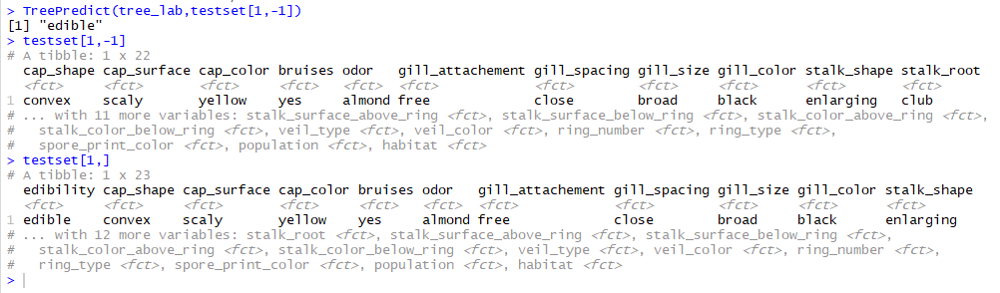 > TreePredict(tree_lab,testset[1,-1])
[1] "edible"
> testset[1,-1]
# A tibble: 1 x 22
cap_shape cap_surface cap_color bruises odor gill_attachement gill_spacing gill_size gill_color stalk_shape stalk_root
<fct> <fct> <fct> <fct> <fct> <fct> <fct> <fct> <fct> <fct> <fct>
1 convex scaly yellow yes almond free close broad black enlarging club
# ... with 11 more variables: stalk_surface_above_ring <fct>, stalk_surface_below_ring <fct>, stalk_color_above_ring <fct>,
# stalk_color_below_ring <fct>, veil_type <fct>, veil_color <fct>, ring_number <fct>, ring_type <fct>,
# spore_print_color <fct>, population <fct>, habitat <fct>
> testset[1,]
# A tibble: 1 x 23
edibility cap_shape cap_surface cap_color bruises odor gill_attachement gill_spacing gill_size gill_color stalk_shape
<fct> <fct> <fct> <fct> <fct> <fct> <fct> <fct> <fct> <fct> <fct>
1 edible convex scaly yellow yes almond free close broad black enlarging
# ... with 12 more variables: stalk_root <fct>, stalk_surface_above_ring <fct>, stalk_surface_below_ring <fct>,
# stalk_color_above_ring <fct>, stalk_color_below_ring <fct>, veil_type <fct>, veil_color <fct>, ring_number <fct>,
# ring_type <fct>, spore_print_color <fct>, population <fct>, habitat <fct>
>